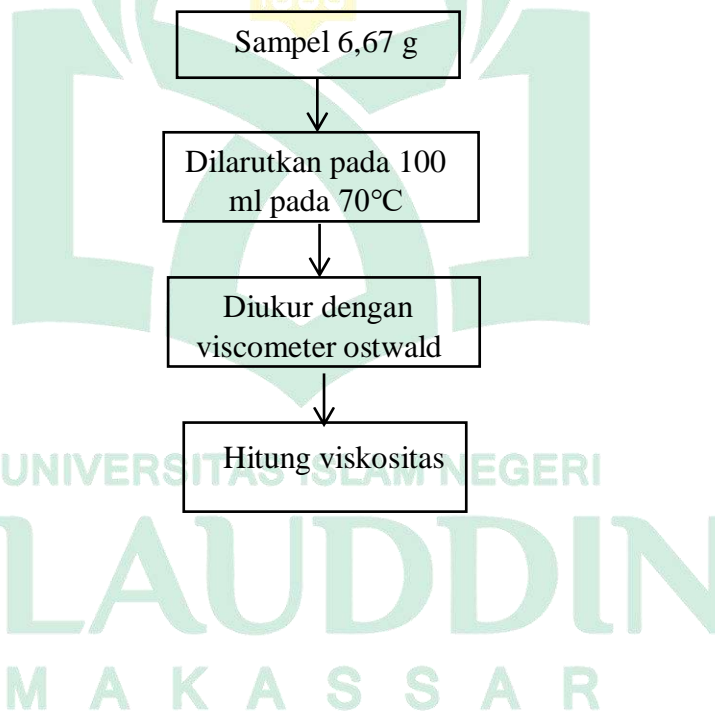 Sampel 6,67 g
Dilarutkan pada 100
ml pada 70°C
Diukur dengan
viscometer ostwald
Hitung viskositas
UNIVERSITAS ISLAM NEGERI
LAUDDIN
MAKASSAR